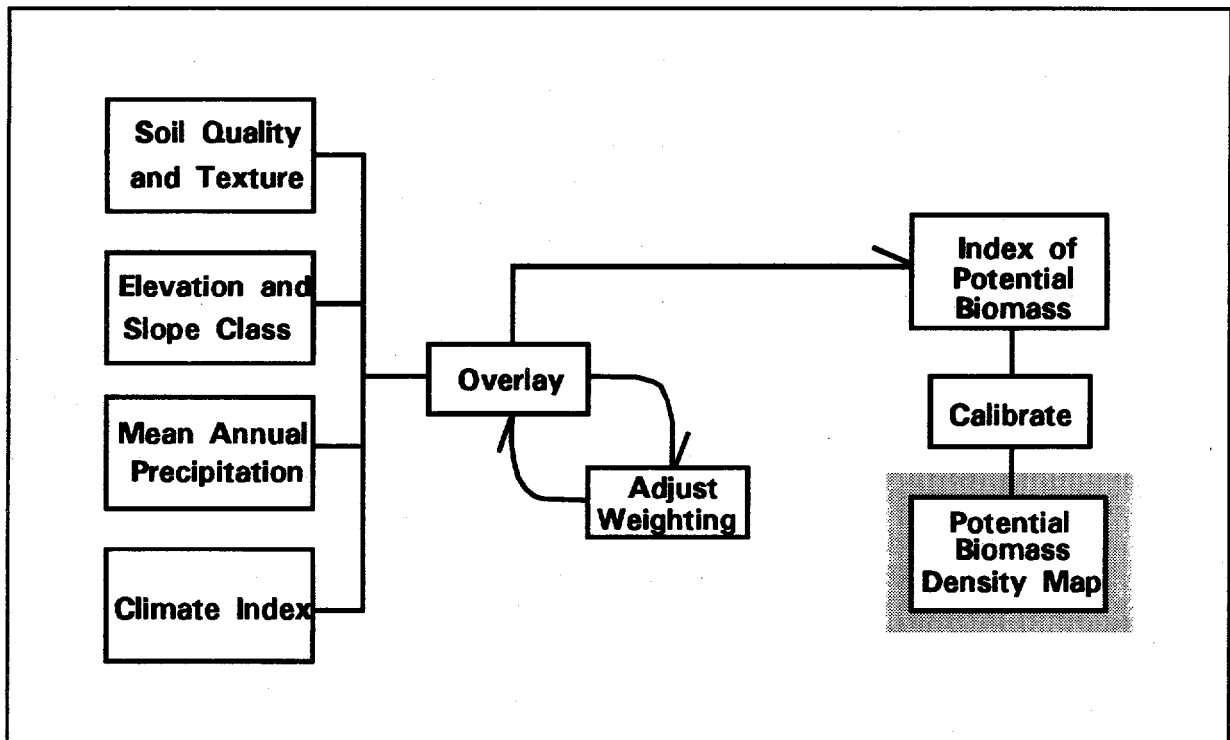 Soil Quality
and Texture
Elevation and
Slope Class
Mean Annual
Precipitation
Climate Index
Overlay
Adjust
Weighting
Index of
Potential
Biomass
Calibrate
Potential
Biomass
Density Map